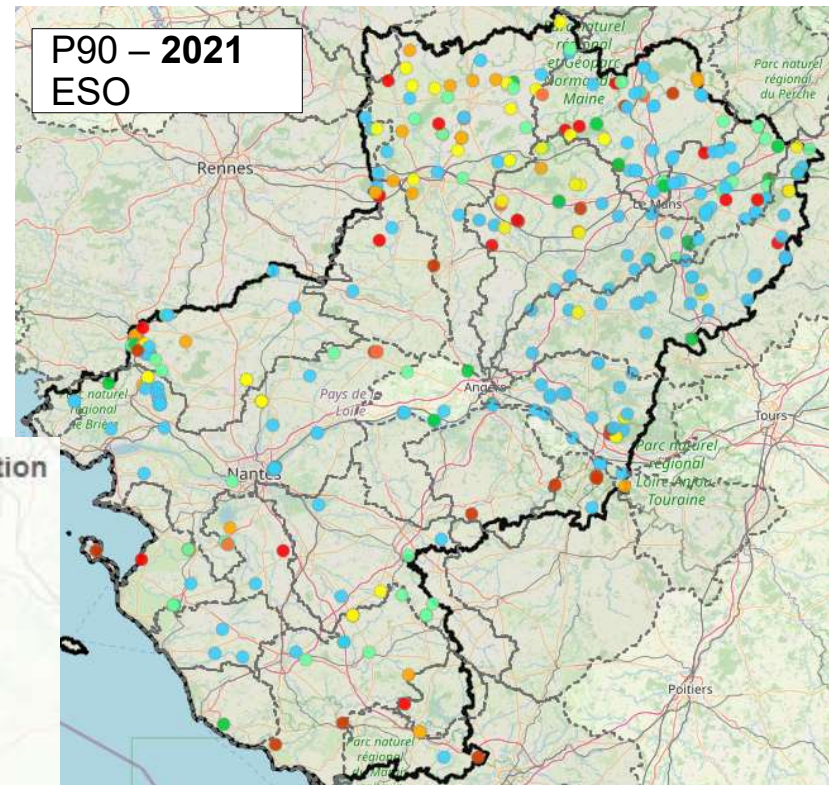 P90 – 2021
ESO
Parc naturel
régional
et Géoparc
Normandie-
Maine
Parc naturel
régional
du Perche
Rennes
Le Mans
Angers
Pays de la
Loire
Parc naturel
régional
de Brière
Tours
tion
Nantes
Parc naturel
régional
Loire-Anjou-
Touraine
Poitiers
Parc naturel
régional
du Marais